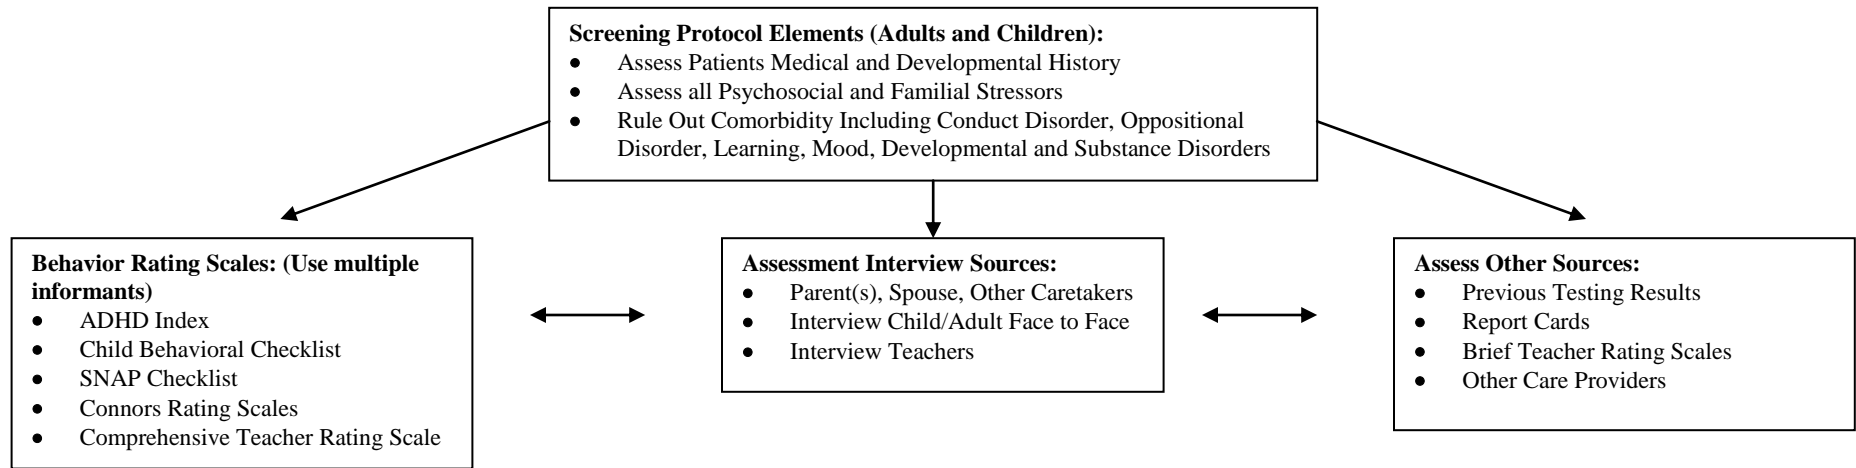 Screening Protocol Elements (Adults and Children):
● Assess Patients Medical and Developmental History
● Assess all Psychosocial and Familial Stressors
● Rule Out Comorbidity Including Conduct Disorder, Oppositional
Disorder, Learning, Mood, Developmental and Substance Disorders
Behavior Rating Scales: (Use multiple
informants)
● ADHD Index
● Child Behavioral Checklist
● SNAP Checklist
● Connors Rating Scales
● Comprehensive Teacher Rating Scale
Assessment Interview Sources:
● Parent(s), Spouse, Other Caretakers
● Interview Child/Adult Face to Face
● Interview Teachers
Assess Other Sources:
● Previous Testing Results
● Report Cards
● Brief Teacher Rating Scales
● Other Care Providers